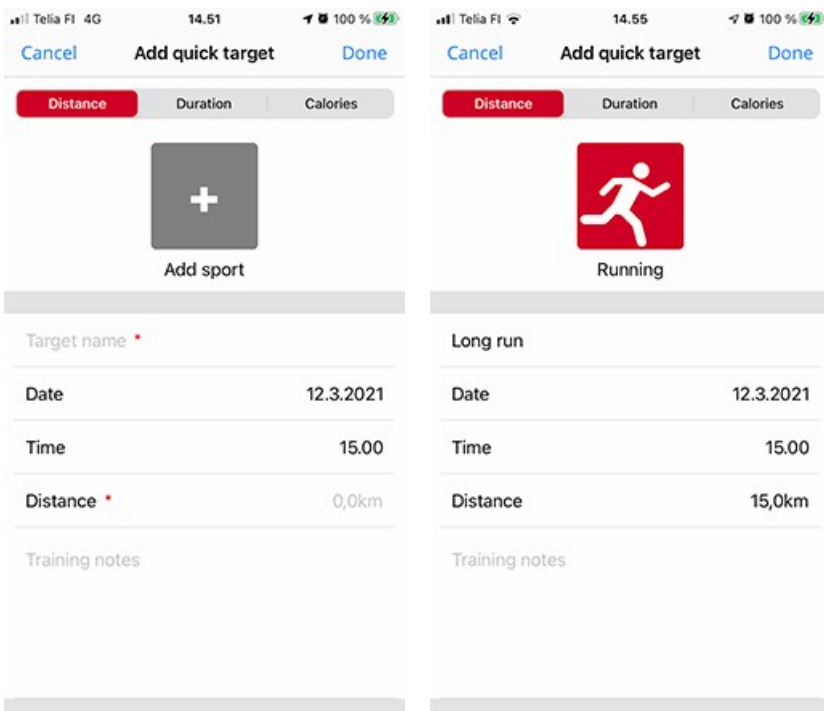 Telia FI 4G 14.51 100 %
Cancel Add quick target Done
Distance Duration Calories
Add sport
Target name *
Date 12.3.2021
Time 15.00
Distance * 0,0km
Training notes
Telia FI 14.55 100 %
Cancel Add quick target Done
Distance Duration Calories
Running
Long run
Date 12.3.2021
Time 15.00
Distance 15,0km
Training notes